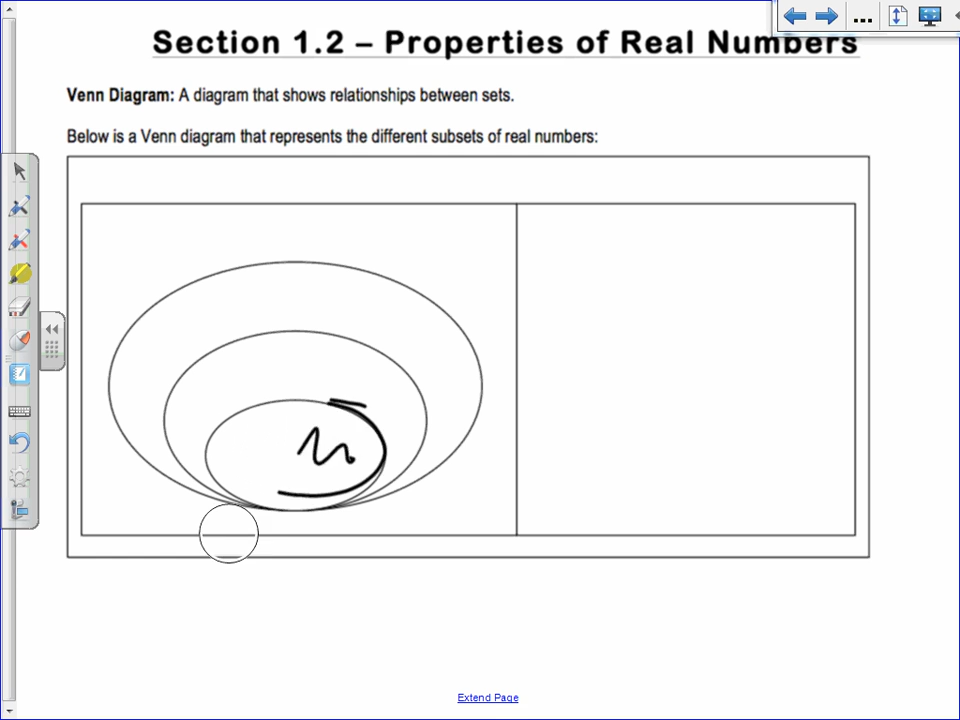 Section 1.2 – Properties of Real Numbers
Venn Diagram: A diagram that shows relationships between sets.
Below is a Venn diagram that represents the different subsets of real numbers:
Extend Page